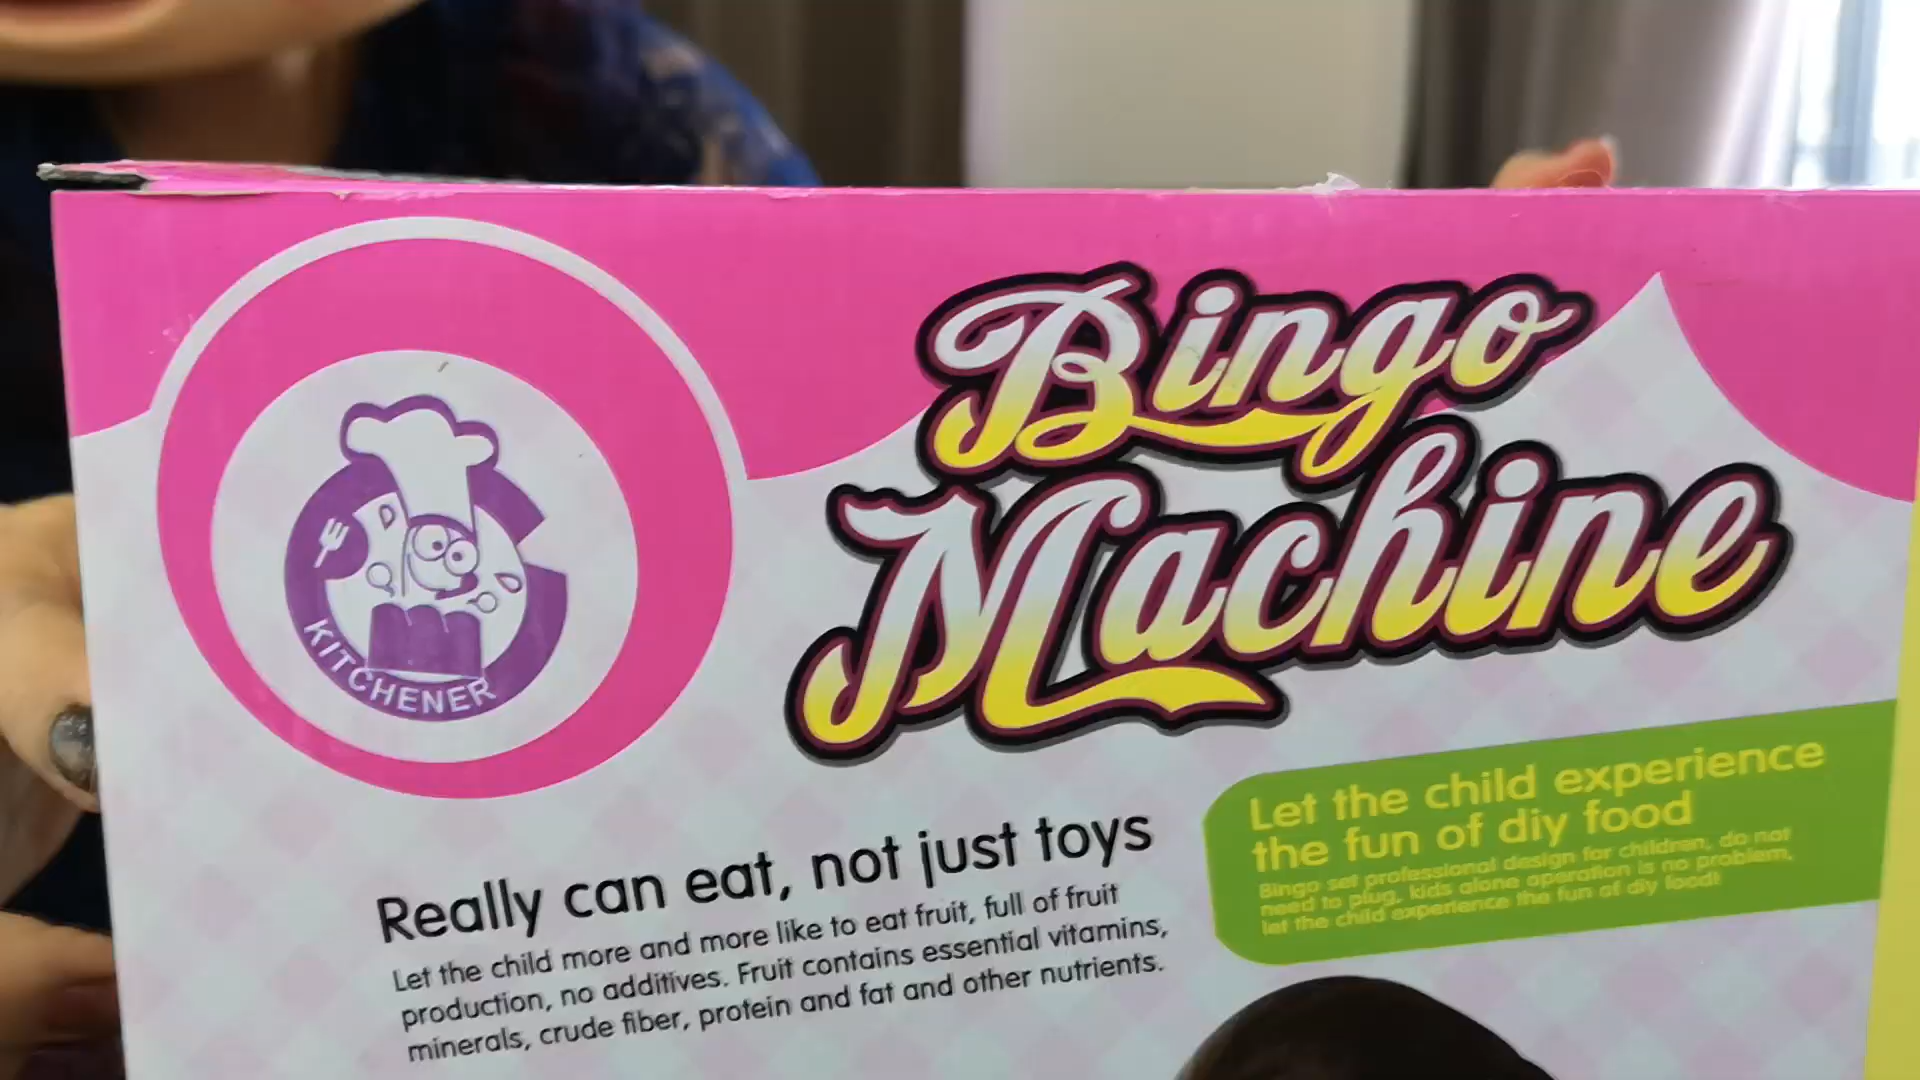 Bingo
Machine
KITCHENER
Really can eat, not just toys
Let the child more and more like to eat fruit, full of fruit
production, no additives. Fruit contains essential vitamins,
minerals, crude fiber, protein and fat and other nutrients.
Let the child experience
the fun of diy food
Bingo set professional design for children, do not
need to plug, kids alone operation is no problem,
let the child experience the fun of diy food!